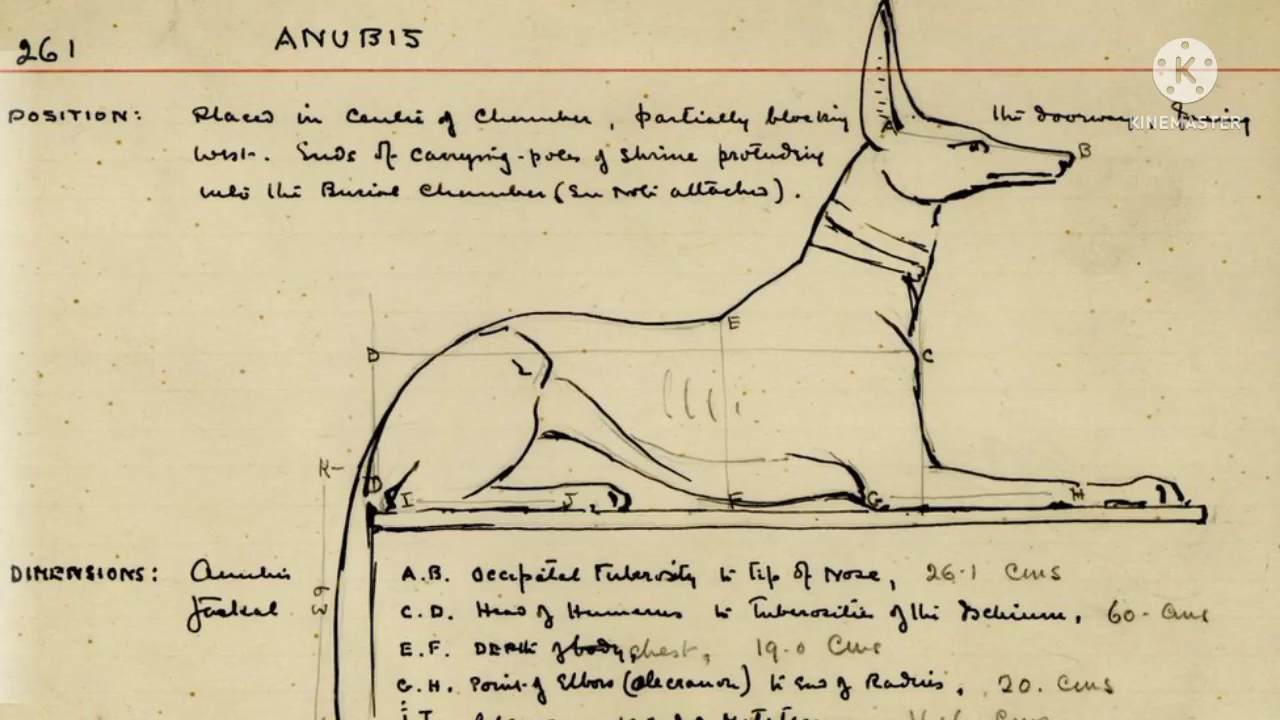 261
ANUBIS
POSITION: Placed in Centre of Chamber, partially blocking the doorway, facing
West. Ends of carrying-poles of shrine protruding
into the Burial Chamber (attached).
DIMENSIONS: Anubis
Jackal
A.B. Occipital Tuberosity to tip of Nose, 26.1 cms
C.D. Head of Humerus to Tuberosities of the Ischium, 60. cms
E.F. Depth of body chest, 19.0 cms
G.H. Point of Elbow (olecranon) to End of Radius, 20. cms
I.J.
A
B
C
D
D
E
F
G
H
I
J
K
63
K
KINEMASTER